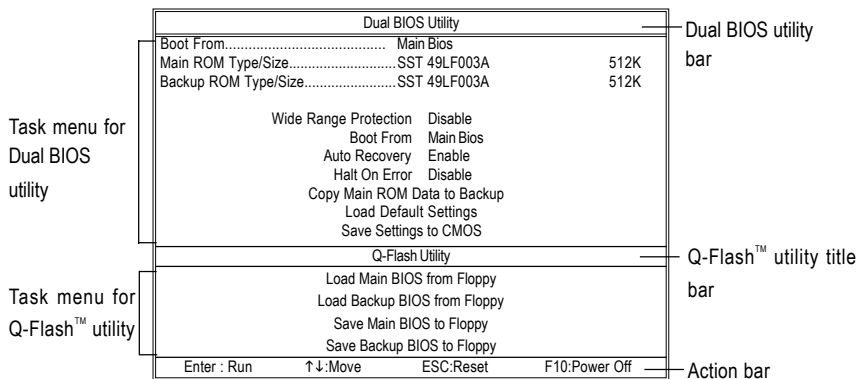 Dual BIOS Utility
Dual BIOS utility
bar
Boot From......................................... Main Bios
Main ROM Type/Size...........................SST 49LF003A 512K
Backup ROM Type/Size.......................SST 49LF003A 512K
Task menu for
Dual BIOS
utility
Wide Range Protection Disable
Boot From Main Bios
Auto Recovery Enable
Halt On Error Disable
Copy Main ROM Data to Backup
Load Default Settings
Save Settings to CMOS
Q-Flash Utility
Q-Flash™ utility title
bar
Task menu for
Q-Flash™ utility
Load Main BIOS from Floppy
Load Backup BIOS from Floppy
Save Main BIOS to Floppy
Save Backup BIOS to Floppy
Enter : Run ↑↓:Move ESC:Reset F10:Power Off
Action bar